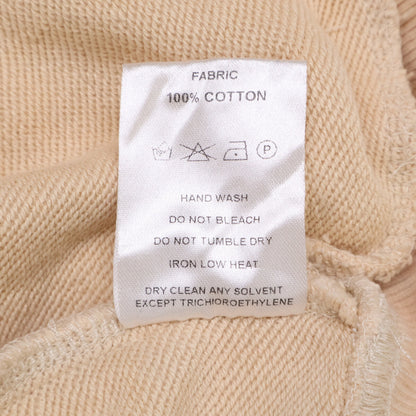 FABRIC
100% COTTON
P
HAND WASH
DO NOT BLEACH
DO NOT TUMBLE DRY
IRON LOW HEAT
DRY CLEAN ANY SOLVENT
EXCEPT TRICHIOROETHYLENE